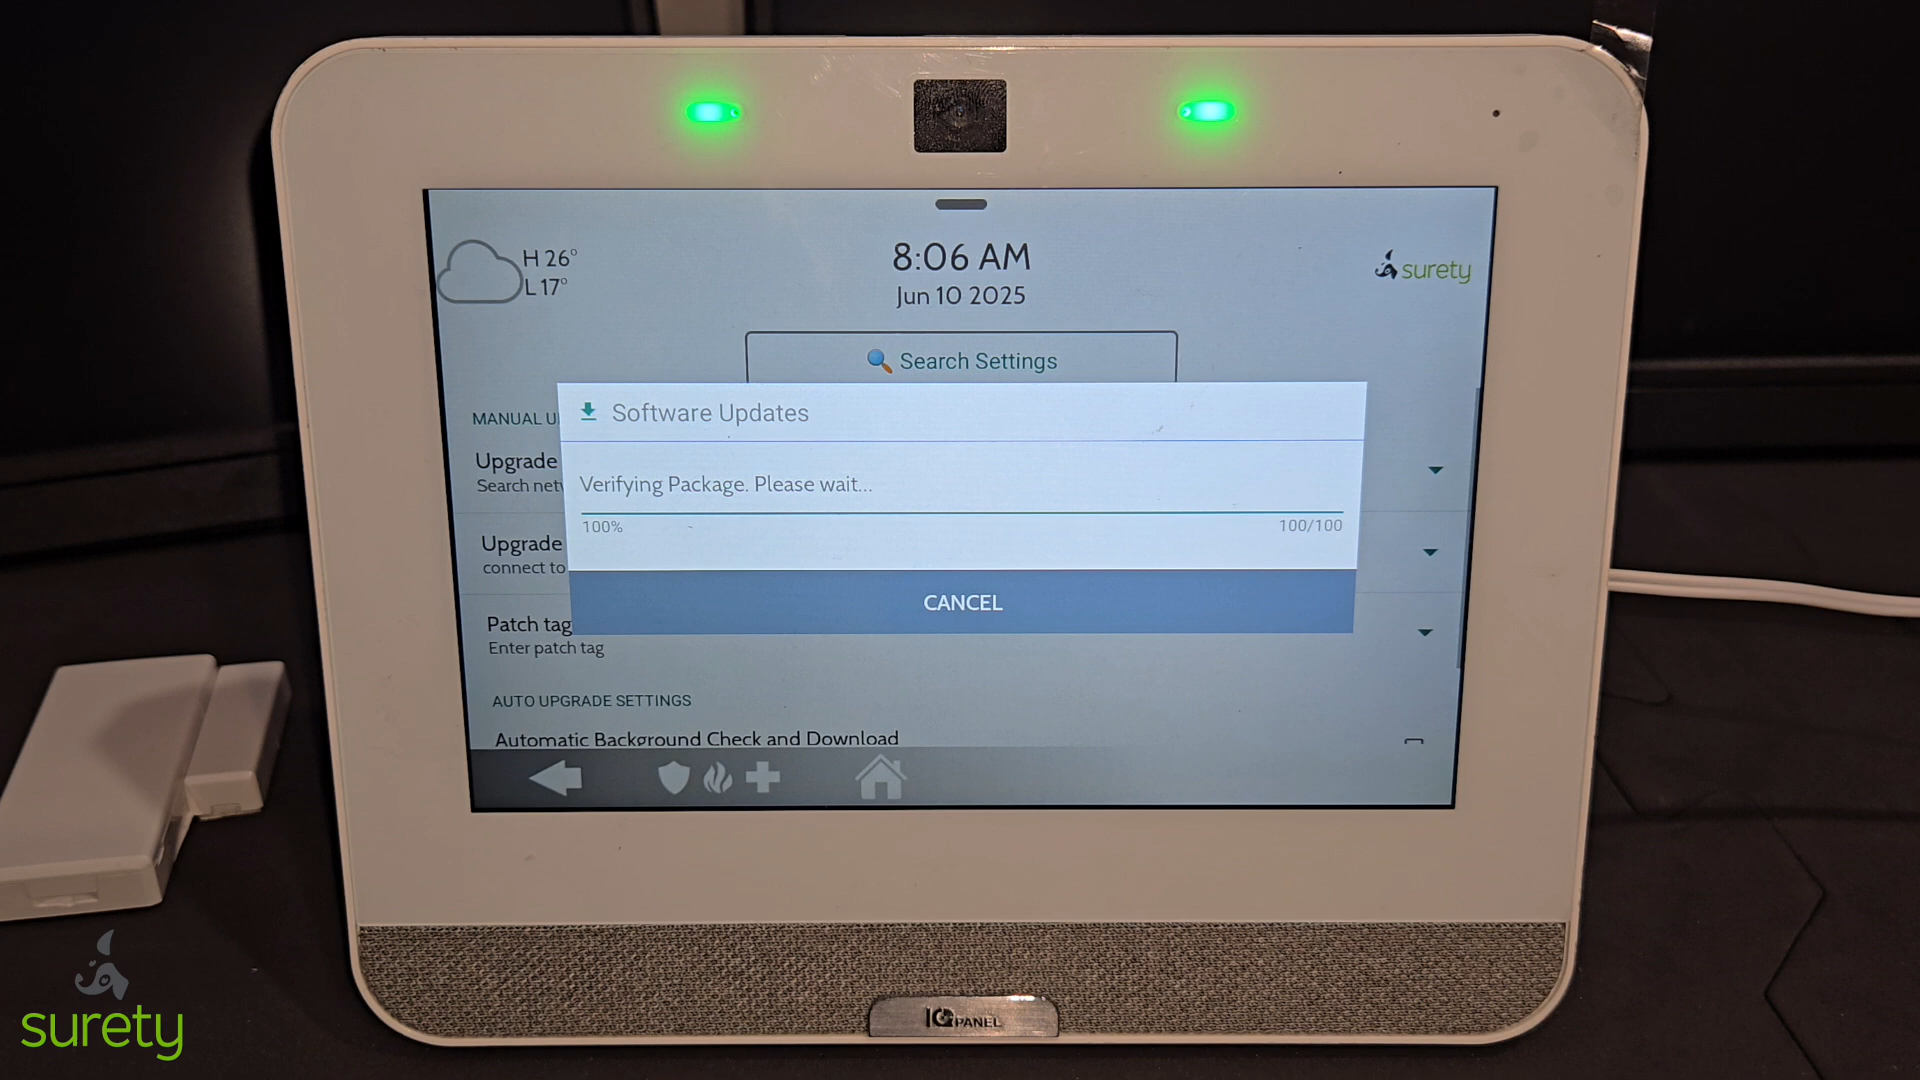 H 26°
L 17°
8:06 AM
Jun 10 2025
surety
Search Settings
Software Updates
MANUAL U
Upgrade
Search net
Verifying Package. Please wait...
100%
100/100
Upgrade
connect to
CANCEL
Patch tag
Enter patch tag
AUTO UPGRADE SETTINGS
Automatic Background Check and Download
IQ PANEL
surety